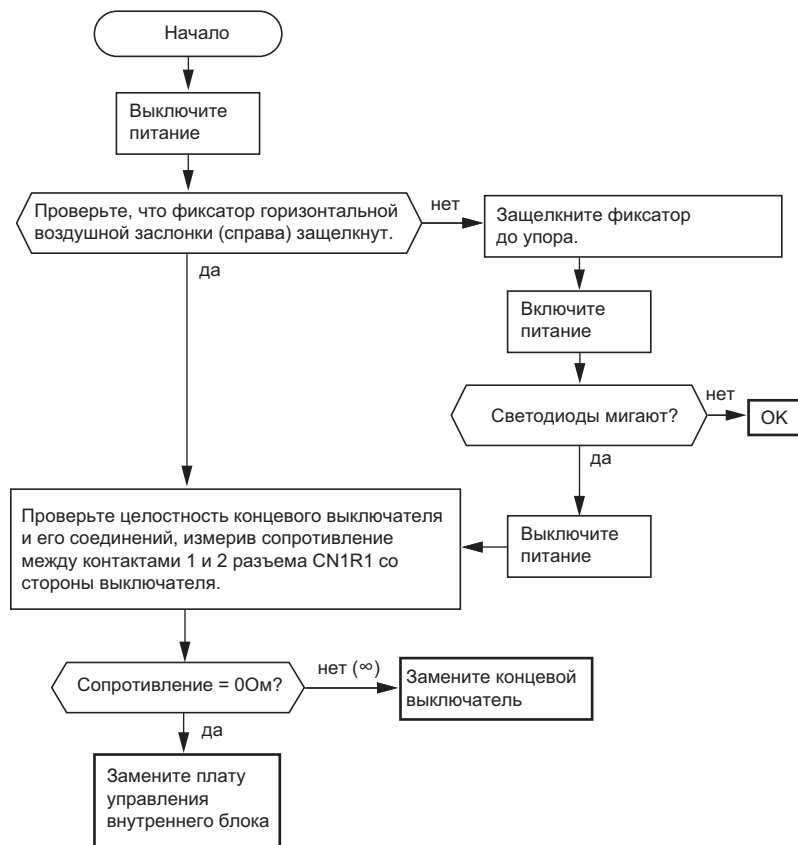 Начало
Выключите
питание
Проверьте, что фиксатор горизонтальной
воздушной заслонки (справа) защелкнут.
нет
Защелкните фиксатор
до упора.
да
Включите
питание
Светодиоды мигают?
нет
OK
да
Выключите
питание
Проверьте целостность концевого выключателя
и его соединений, измерив сопротивление
между контактами 1 и 2 разъема CN1R1 со
стороны выключателя.
Сопротивление = 0Ом?
нет (∞)
Замените концевой
выключатель
да
Замените плату
управления
внутреннего блока